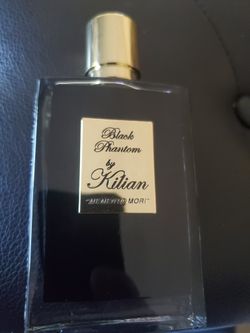 Black
Phantom
by
Kilian
"MEMENTO MORI"